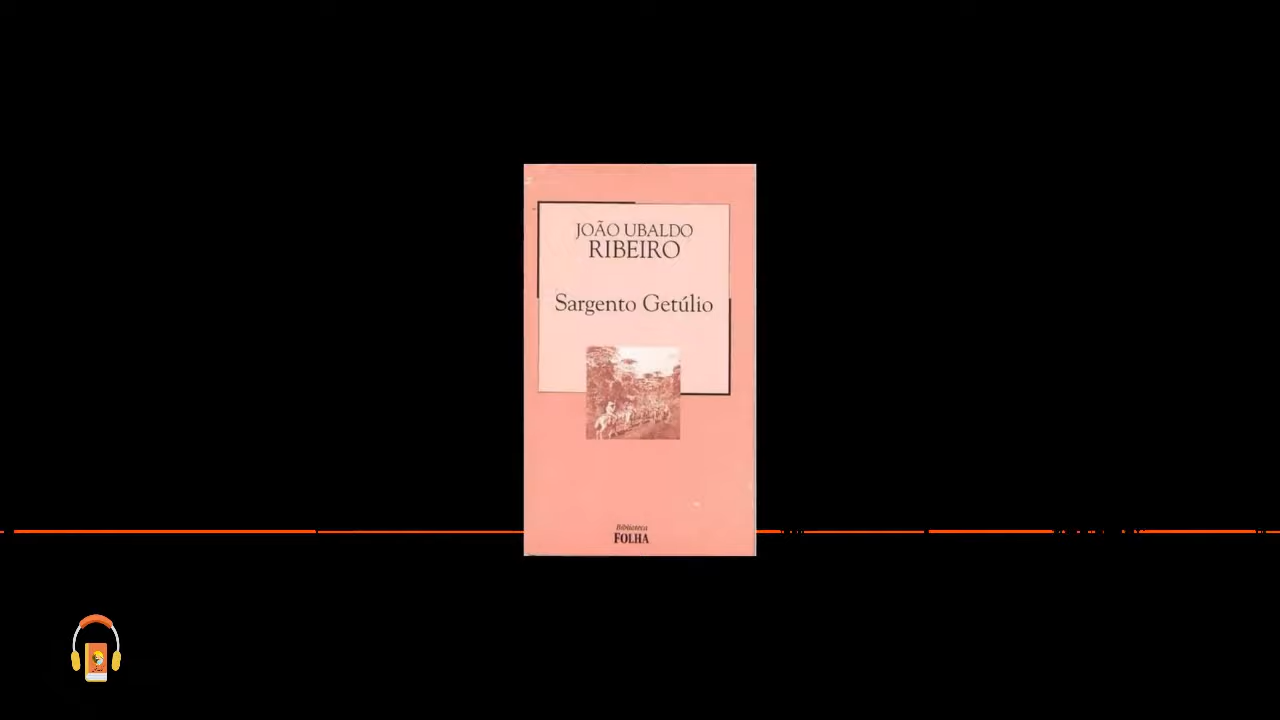 JOÃO UBALDO
RIBEIRO
Sargento Getúlio
Biblioteca
FOLHA